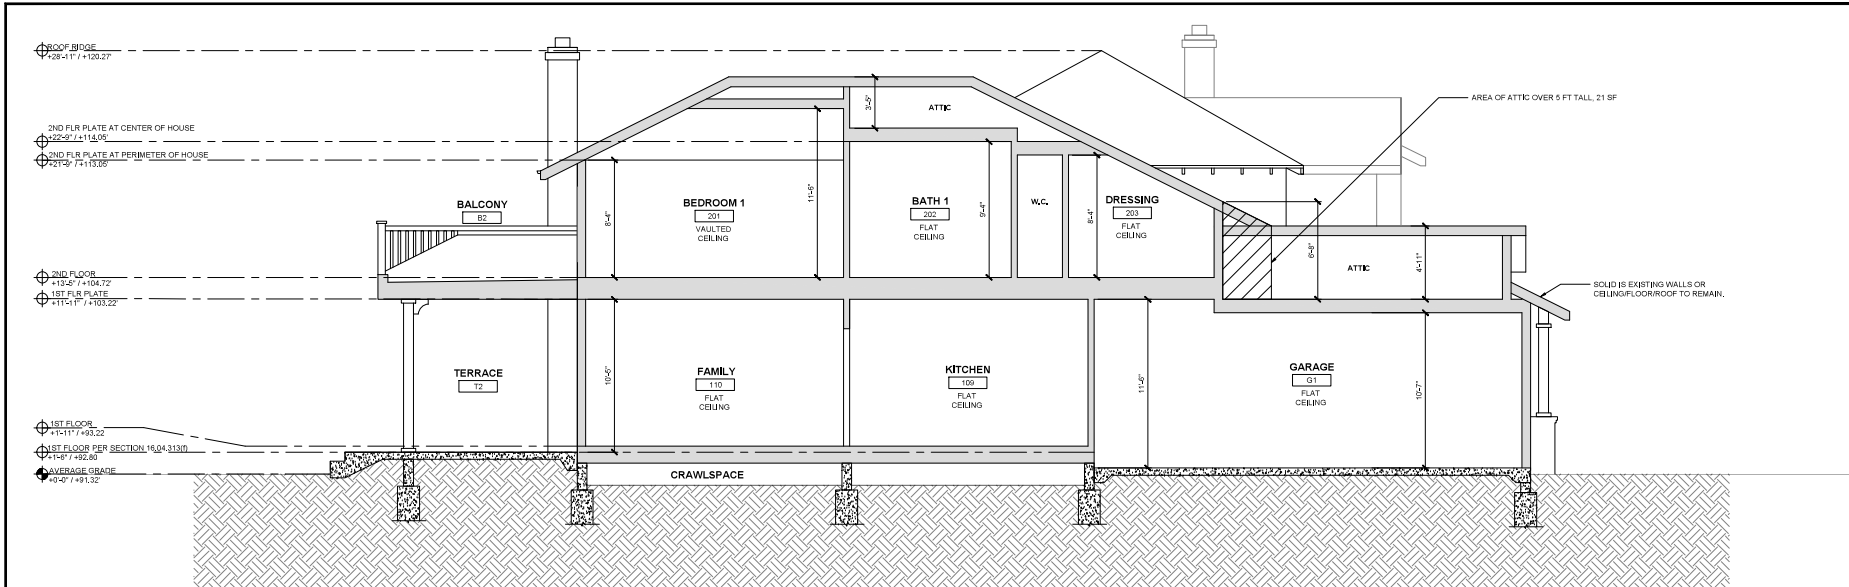 ROOF RIDGE
+28'-11" / +120.27'
2ND FLR PLATE AT CENTER OF HOUSE
+22'-9" / +114.05'
2ND FLR PLATE AT PERIMETER OF HOUSE
+21'-9" / +113.05'
2ND FLOOR
+13'-5" / +104.72'
1ST FLR PLATE
+11'-11" / +103.22'
1ST FLOOR
+1'-11" / +93.22
1ST FLOOR PER SECTION 16.04.313(f)
+1'-6" / +92.80
AVERAGE GRADE
+0'-0" / +91.32'
BALCONY
B2
TERRACE
T2
8'-4"
BEDROOM 1
201
VAULTED
CEILING
11'-6"
3'-5"
ATTIC
BATH 1
202
FLAT
CEILING
9'-4"
W.C.
8'-4"
DRESSING
203
FLAT
CEILING
6'-8"
ATTIC
4'-11"
AREA OF ATTIC OVER 5 FT TALL, 21 SF
SOLID IS EXISTING WALLS OR
CEILING/FLOOR/ROOF TO REMAIN.
FAMILY
110
FLAT
CEILING
KITCHEN
109
FLAT
CEILING
11'-6"
GARAGE
G1
FLAT
CEILING
10'-7"
CRAWLSPACE